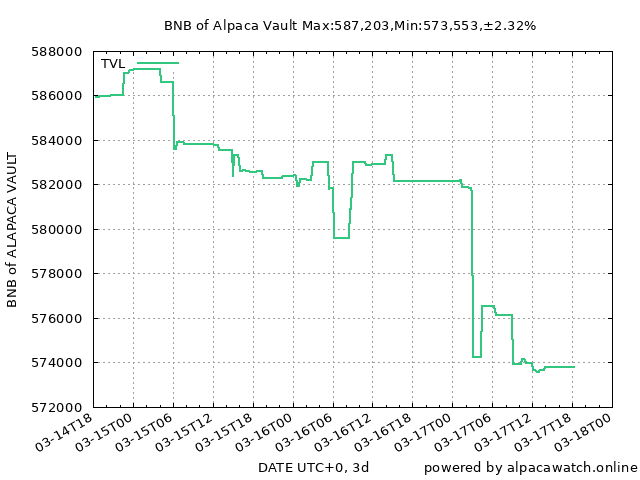 BNB of Alpaca Vault Max:587,203,Min:573,553,±2.32%
588000
586000
584000
582000
580000
578000
576000
574000
572000
BNB of ALAPACA VAULT
TVL
03-14T18
03-15T00
03-15T06
03-15T12
03-15T18
03-16T00
03-16T06
03-16T12
03-16T18
03-17T00
03-17T06
03-17T12
03-17T18
03-18T00
DATE UTC+0, 3d
powered by alpacawatch.online